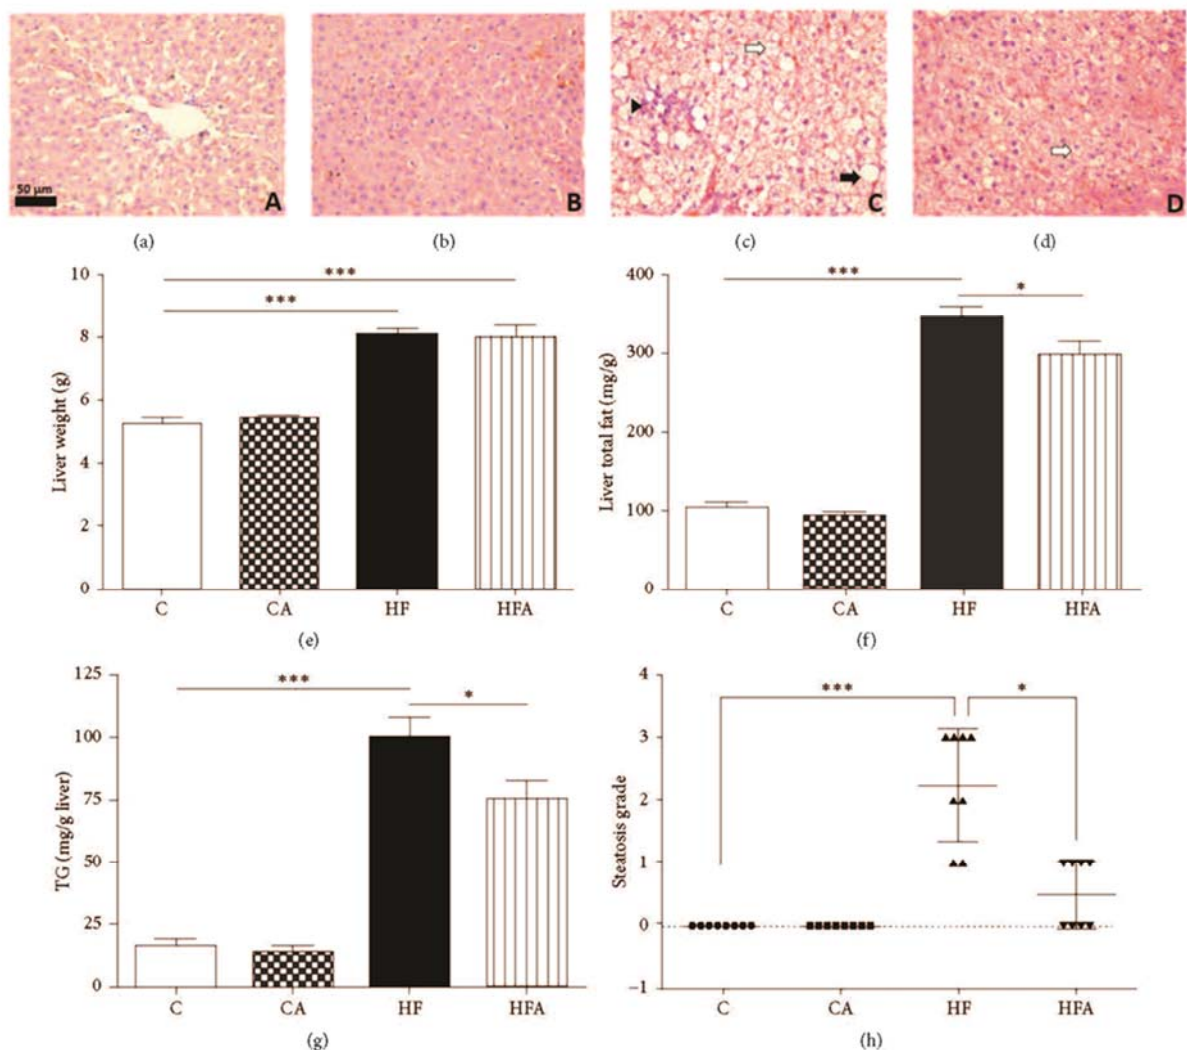 50 μm
A
B
C
D
(a)
(b)
(c)
(d)
***
***
10
8
6
4
2
0
Liver weight (g)
C
CA
HF
HFA
(e)
***
*
400
300
400
100
0
Liver total fat (mg/g)
C
CA
HF
HFA
(f)
***
*
125
100
75
50
25
0
TG (mg/g liver)
C
CA
HF
HFA
(g)
***
*
4
3
2
1
0
−1
Steatosis grade
C
CA
HF
HFA
(h)